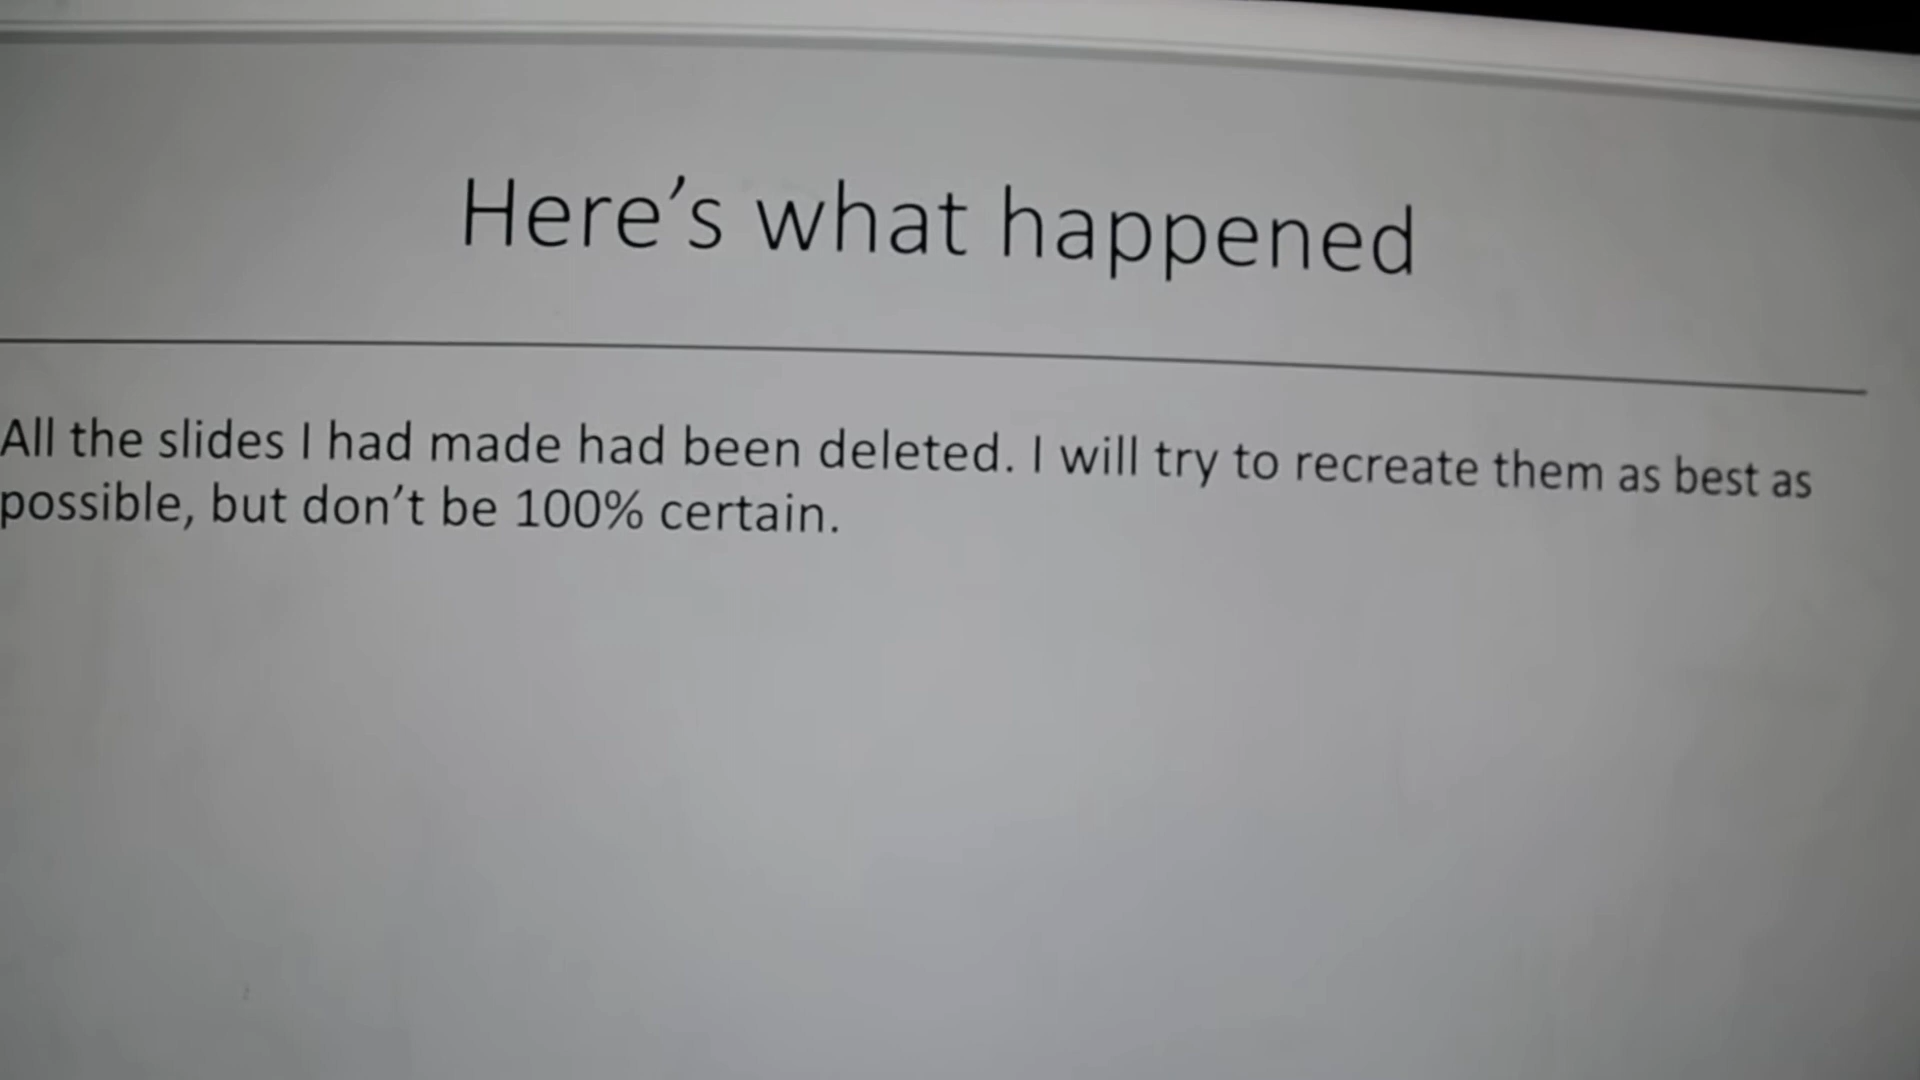 Here’s what happened
All the slides I had made had been deleted. I will try to recreate them as best as
possible, but don’t be 100% certain.